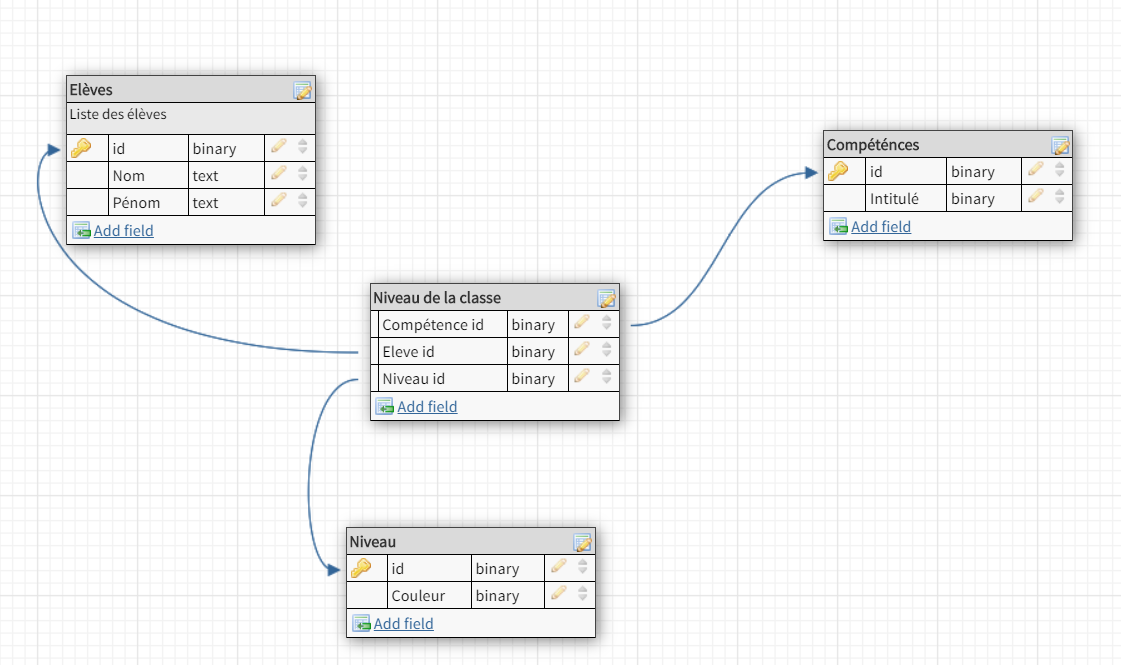 Elèves
Liste des élèves
id binary
Nom text
Pénom text
Add field
Compéténces
id binary
Intitulé binary
Add field
Niveau de la classe
Compétence id binary
Eleve id binary
Niveau id binary
Add field
Niveau
id binary
Couleur binary
Add field